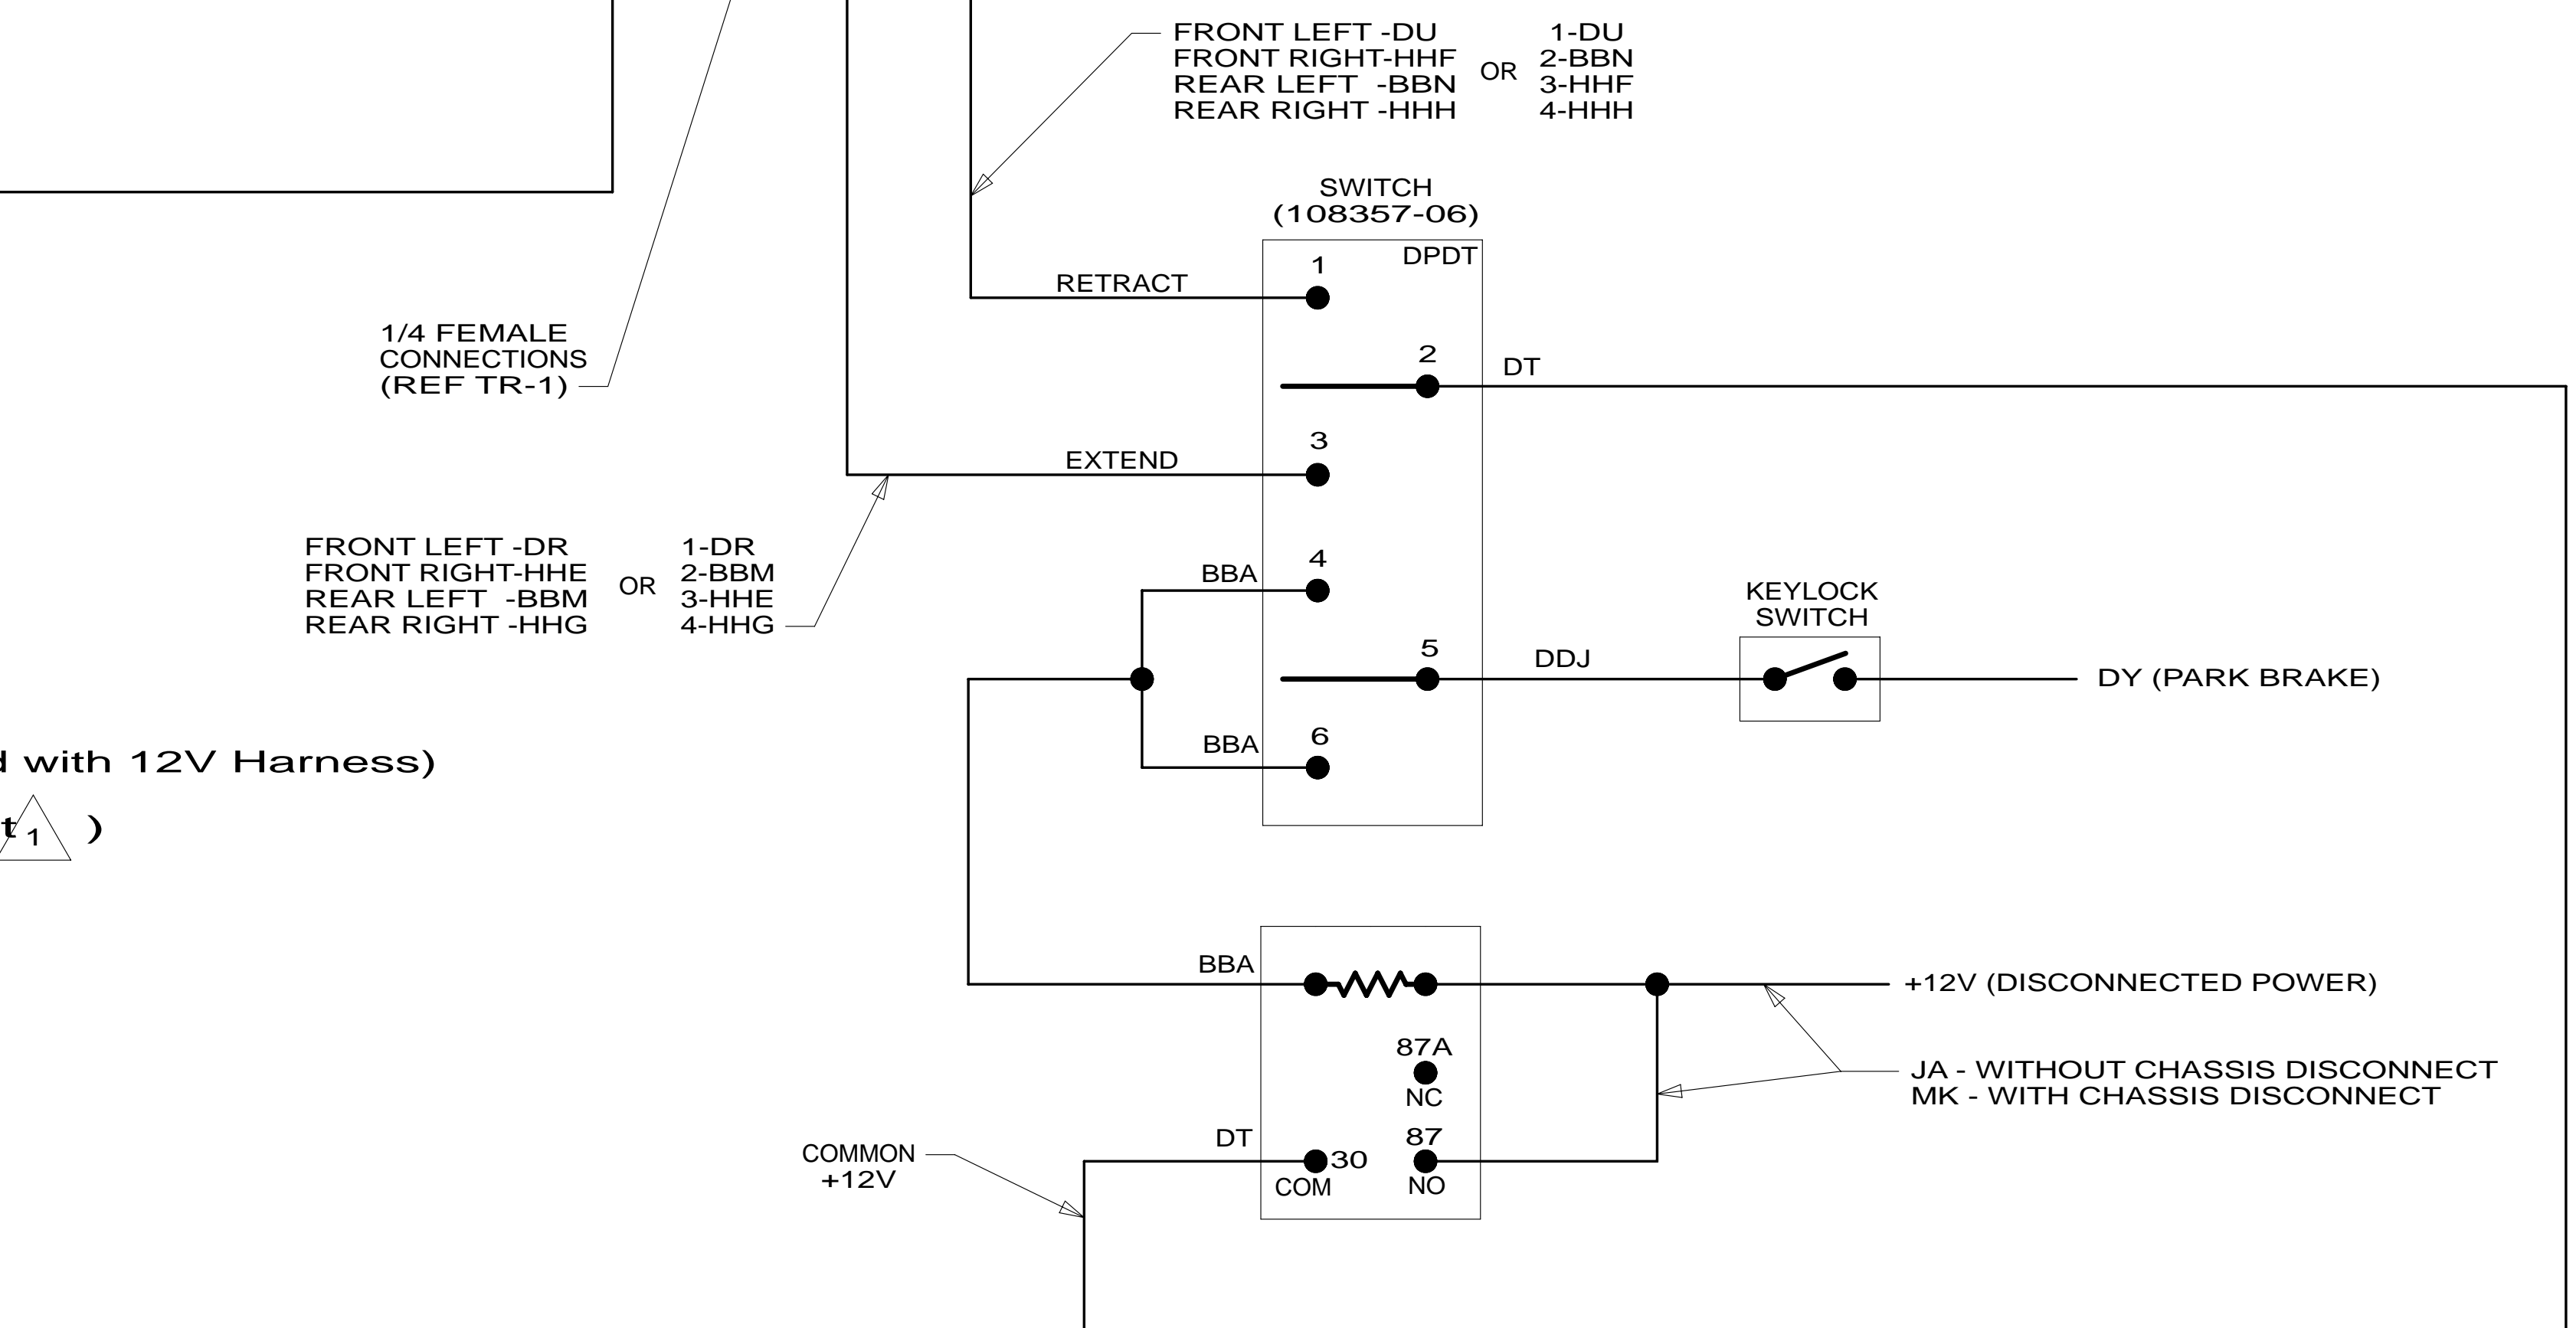 FRONT LEFT -DU 1-DU
FRONT RIGHT-HHF OR 2-BBN
REAR LEFT -BBN 3-HHF
REAR RIGHT -HHH 4-HHH
SWITCH
(108357-06)
DPDT
1
RETRACT
2
DT
1/4 FEMALE
CONNECTIONS
(REF TR-1)
3
EXTEND
FRONT LEFT -DR 1-DR
FRONT RIGHT-HHE OR 2-BBM
REAR LEFT -BBM 3-HHE
REAR RIGHT -HHG 4-HHG
4
BBA
KEYLOCK
SWITCH
5
DDJ
DY (PARK BRAKE)
6
BBA
with 12V Harness)
t 1 )
BBA
+12V (DISCONNECTED POWER)
87A
NC
JA - WITHOUT CHASSIS DISCONNECT
MK - WITH CHASSIS DISCONNECT
COMMON
+12V
DT
30
COM
87
NO